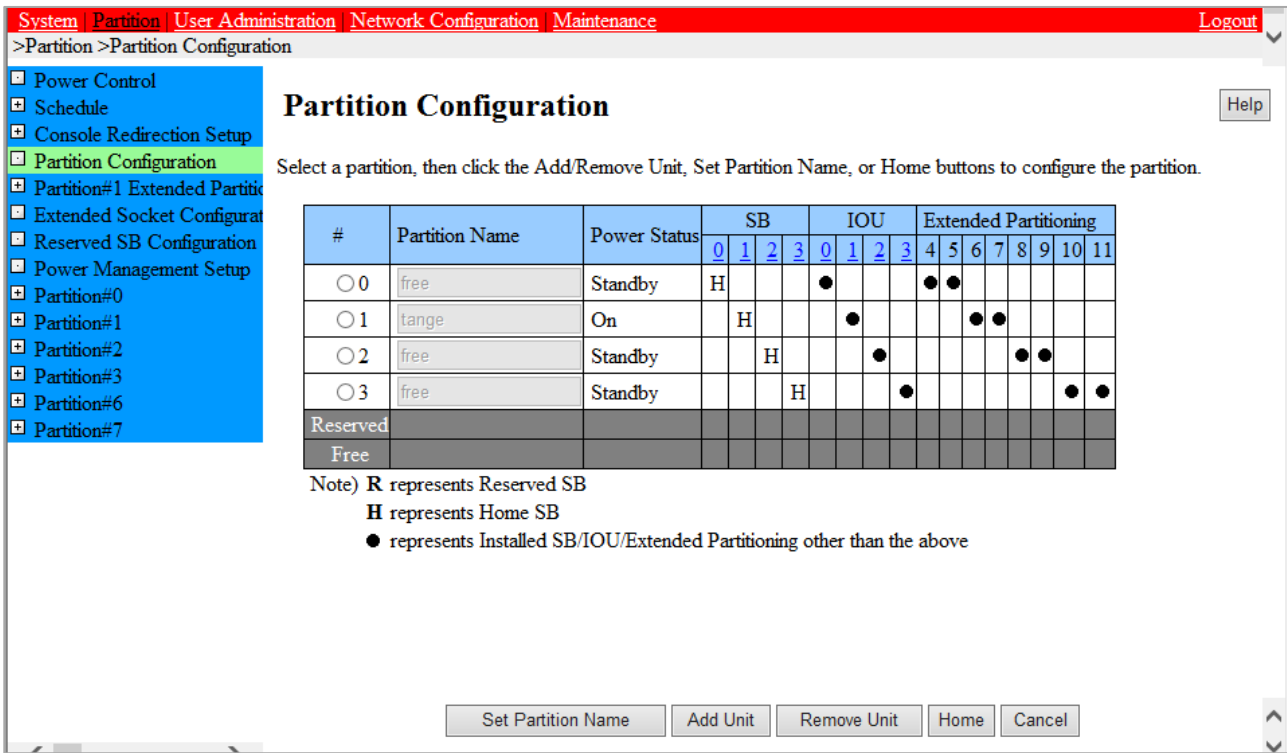 System | Partition | User Administration | Network Configuration | Maintenance Logout
>Partition >Partition Configuration
Power Control
Schedule
Console Redirection Setup
Partition Configuration
Partition#1 Extended Partitio
Extended Socket Configurat
Reserved SB Configuration
Power Management Setup
Partition#0
Partition#1
Partition#2
Partition#3
Partition#6
Partition#7
Partition Configuration
Help
Select a partition, then click the Add/Remove Unit, Set Partition Name, or Home buttons to configure the partition.
# Partition Name Power Status SB IOU Extended Partitioning
0 1 2 3 0 1 2 3 4 5 6 7 8 9 10 11
0 free Standby H ● ● ●
1 tange On H ● ● ●
2 free Standby H ● ● ●
3 free Standby H ● ● ●
Reserved
Free
Note) R represents Reserved SB
H represents Home SB
● represents Installed SB/IOU/Extended Partitioning other than the above
Set Partition Name Add Unit Remove Unit Home Cancel